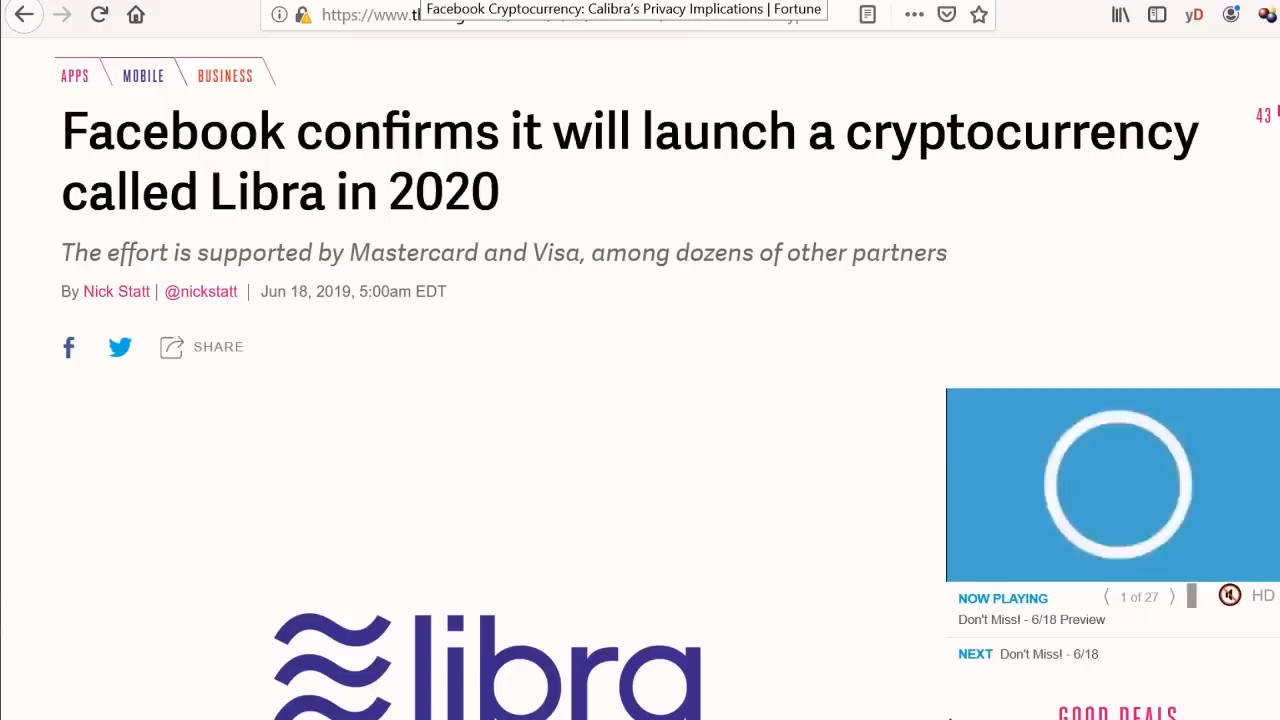 Facebook Cryptocurrency: Calibra's Privacy Implications | Fortune
https://www.
yD
APPS MOBILE BUSINESS
43
Facebook confirms it will launch a cryptocurrency
called Libra in 2020
The effort is supported by Mastercard and Visa, among dozens of other partners
By Nick Statt | @nickstatt | Jun 18, 2019, 5:00am EDT
SHARE
NOW PLAYING
1 of 27
HD
Don't Miss! - 6/18 Preview
NEXT Don't Miss! - 6/18
libra
GOOD DEALS